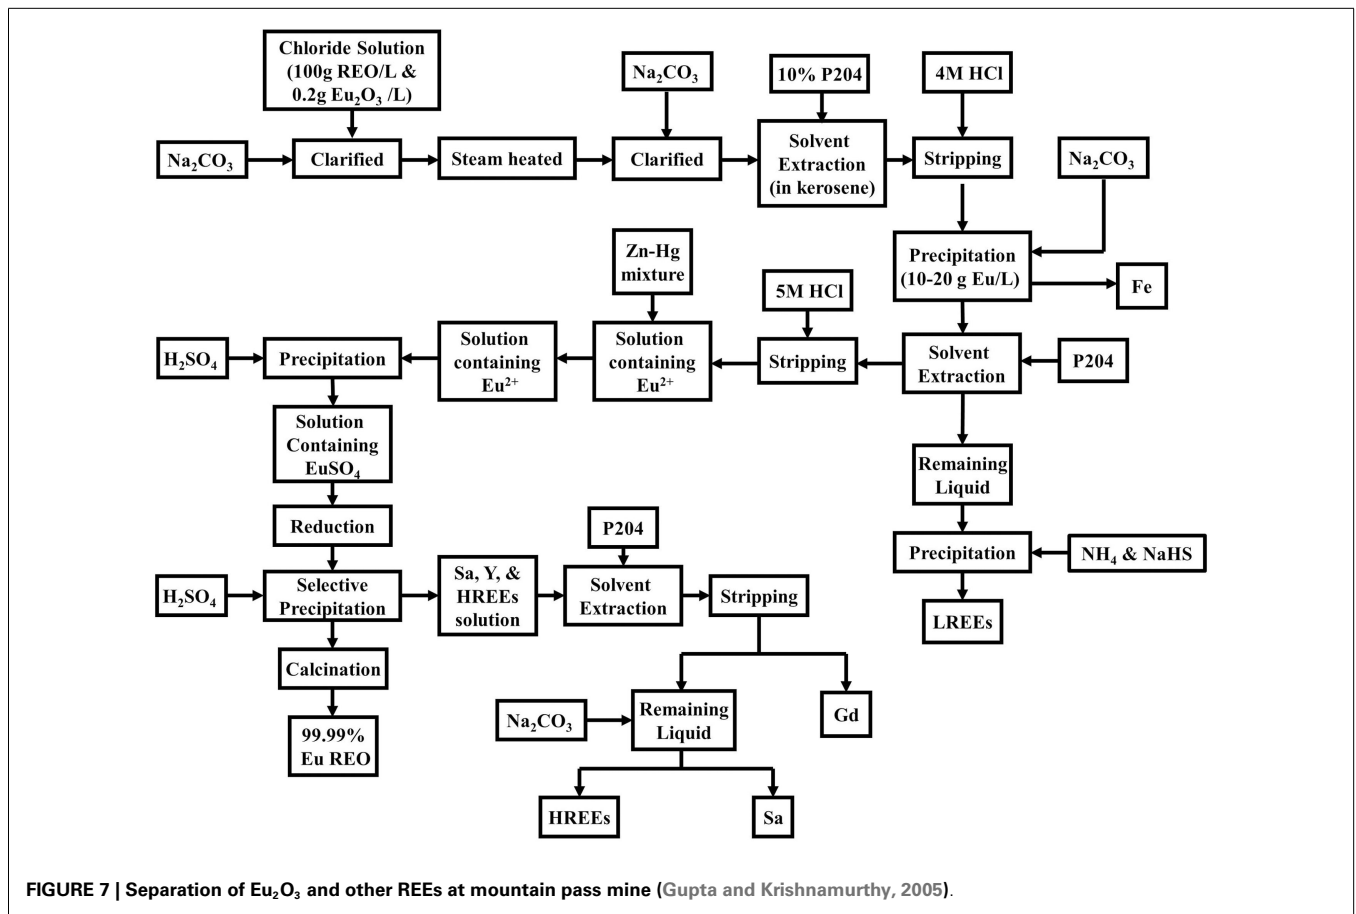 Chloride Solution
(100g REO/L &
0.2g Eu₂O₃ /L)
Na₂CO₃
10% P204
4M HCl
Na₂CO₃
Clarified
Steam heated
Clarified
Solvent
Extraction
(in kerosene)
Stripping
Na₂CO₃
Zn-Hg
mixture
5M HCl
Precipitation
(10-20 g Eu/L)
Fe
H₂SO₄
Precipitation
Solution
containing
Eu²⁺
Solution
containing
Eu²⁺
Stripping
Solvent
Extraction
P204
Solution
Containing
EuSO₄
Remaining
Liquid
Reduction
P204
Precipitation
NH₄ & NaHS
H₂SO₄
Selective
Precipitation
Sa, Y, &
HREEs
solution
Solvent
Extraction
Stripping
LREEs
Calcination
Na₂CO₃
Remaining
Liquid
Gd
99.99%
Eu REO
HREEs
Sa
FIGURE 7 | Separation of Eu₂O₃ and other REEs at mountain pass mine (Gupta and Krishnamurthy, 2005).